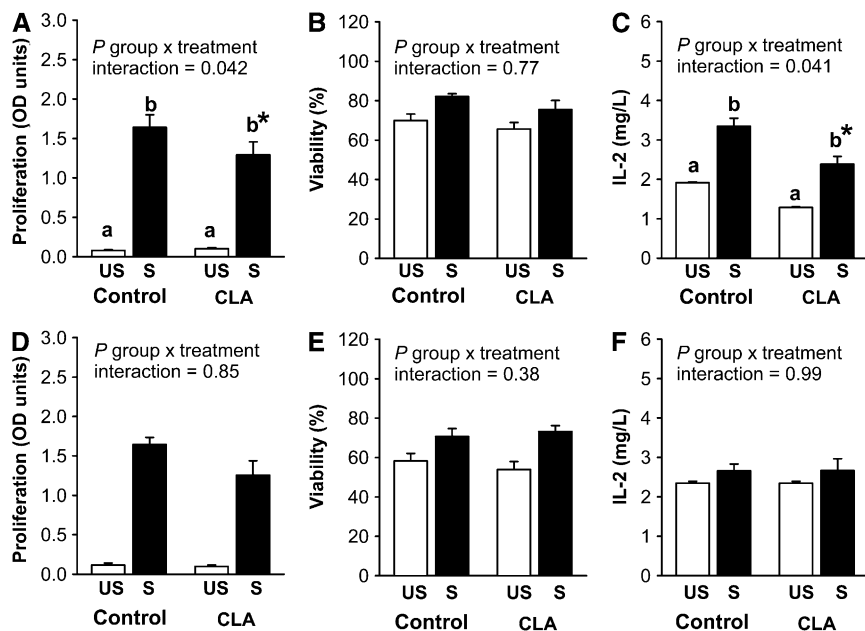 A
Proliferation (OD units)
3.0
2.5
2.0
1.5
1.0
0.5
0.0
P group x treatment
interaction = 0.042
a
b
a
b*
US S US S
Control CLA
B
Viability (%)
120
100
80
60
40
20
0
P group x treatment
interaction = 0.77
US S US S
Control CLA
C
IL-2 (mg/L)
6
5
4
3
2
1
0
P group x treatment
interaction = 0.041
a
b
a
b*
US S US S
Control CLA
D
Proliferation (OD units)
3.0
2.5
2.0
1.5
1.0
0.5
0.0
P group x treatment
interaction = 0.85
US S US S
Control CLA
E
Viability (%)
120
100
80
60
40
20
0
P group x treatment
interaction = 0.38
US S US S
Control CLA
F
IL-2 (mg/L)
6
5
4
3
2
1
0
P group x treatment
interaction = 0.99
US S US S
Control CLA